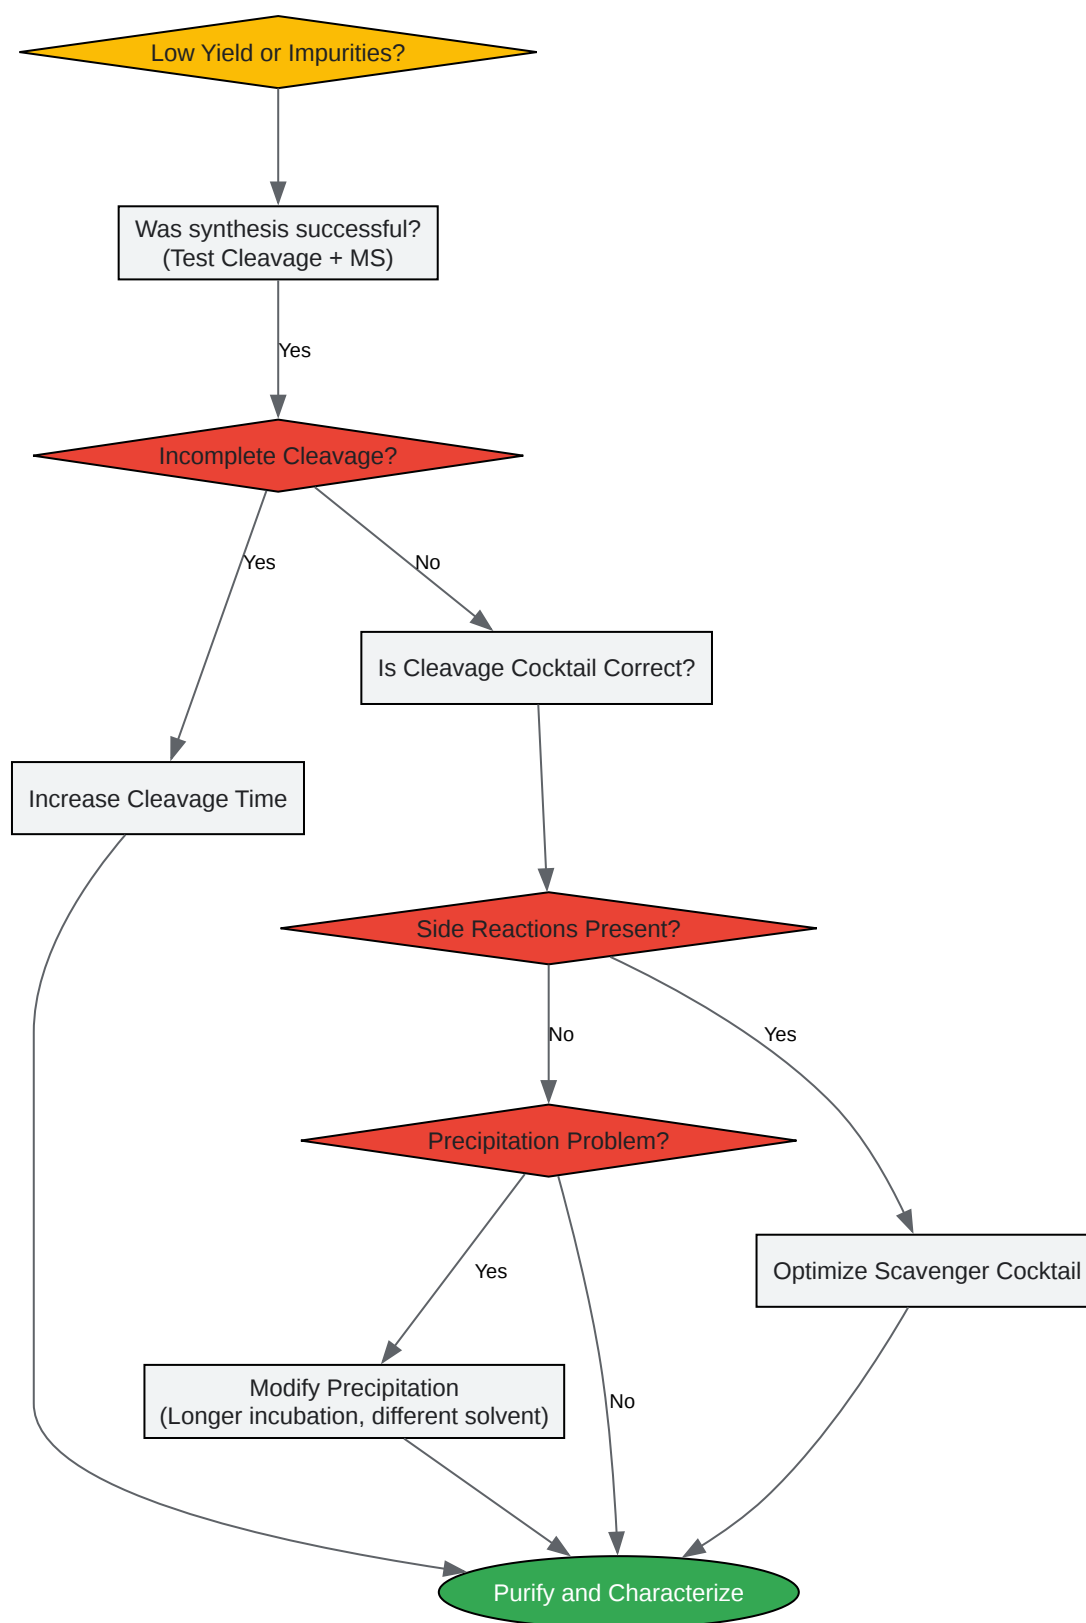 Low Yield or Impurities?
Was synthesis successful?
(Test Cleavage + MS)
Yes
Incomplete Cleavage?
Yes
No
Is Cleavage Cocktail Correct?
Increase Cleavage Time
Side Reactions Present?
No
Yes
Precipitation Problem?
Yes
Optimize Scavenger Cocktail
Modify Precipitation
(Longer incubation, different solvent)
No
Purify and Characterize